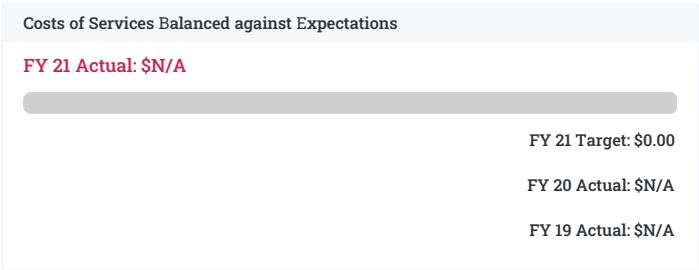 Costs of Services Balanced against Expectations
FY 21 Actual: $N/A
FY 21 Target: $0.00
FY 20 Actual: $N/A
FY 19 Actual: $N/A